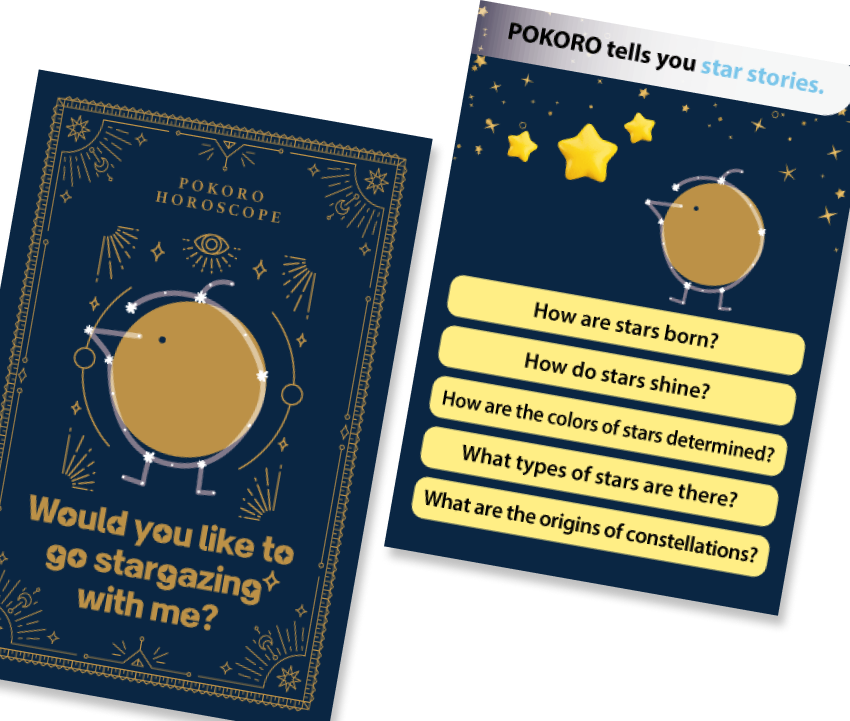 POKORO
HOROSCOPE
Would you like to
go stargazing
with me?
POKORO tells you star stories.
How are stars born?
How do stars shine?
How are the colors of stars determined?
What types of stars are there?
What are the origins of constellations?